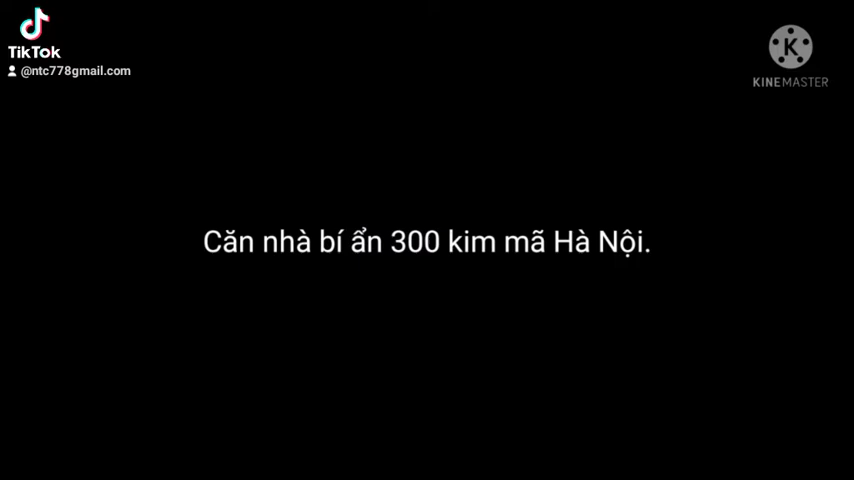 TikTok
@ntc778gmail.com
K
KINEMASTER
Căn nhà bí ẩn 300 kim mã Hà Nội.